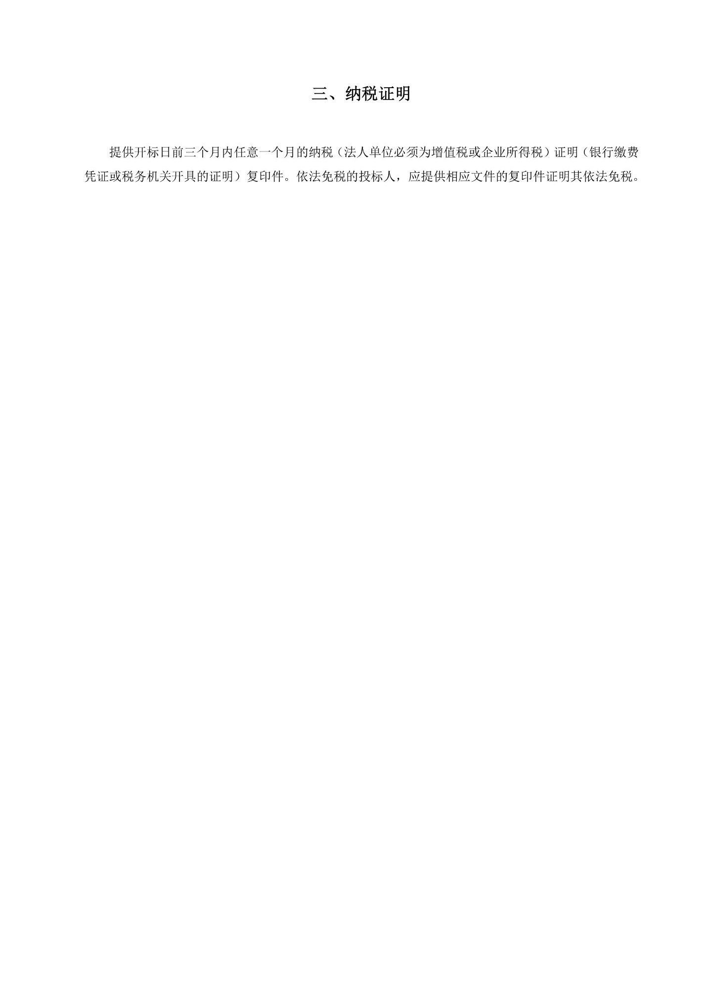 三、纳税证明
提供开标日前三个月内任意一个月的纳税（法人单位必须为增值税或企业所得税）证明（银行缴费
凭证或税务机关开具的证明）复印件。依法免税的投标人，应提供相应文件的复印件证明其依法免税。